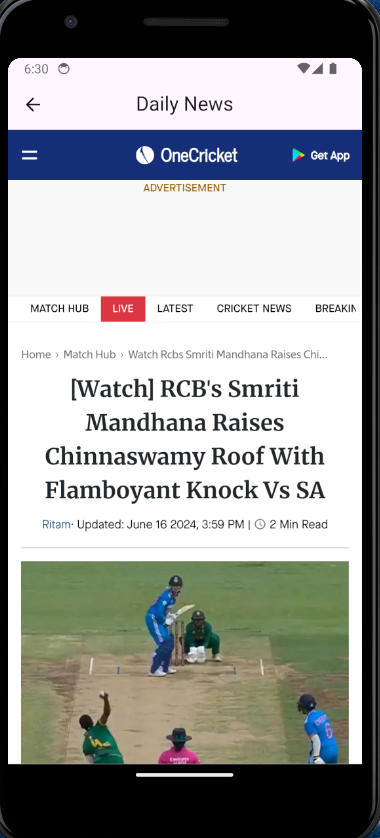 6:30
Daily News
OneCricket
Get App
ADVERTISEMENT
MATCH HUB LIVE LATEST CRICKET NEWS BREAKIN
Home › Match Hub › Watch Rcbs Smriti Mandhana Raises Chi...
[Watch] RCB's Smriti
Mandhana Raises
Chinnaswamy Roof With
Flamboyant Knock Vs SA
Ritam· Updated: June 16 2024, 3:59 PM | 2 Min Read